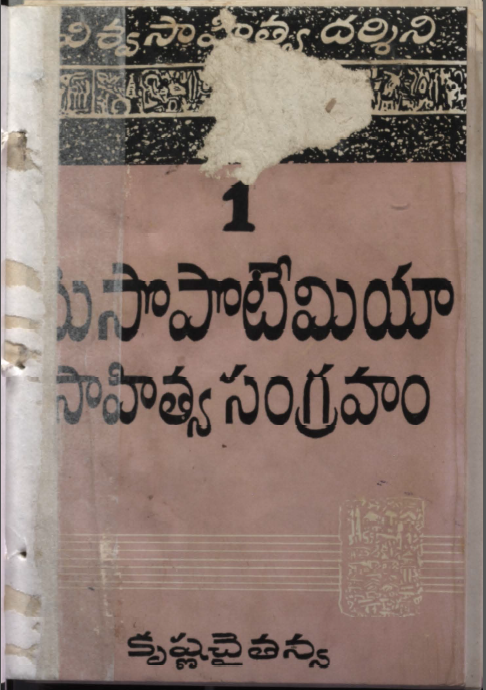 విశ్వసాహిత్య దర్శిని
1
మెసొపొటేమియా
సాహిత్య సంగ్రహం
కృష్ణచైతన్య